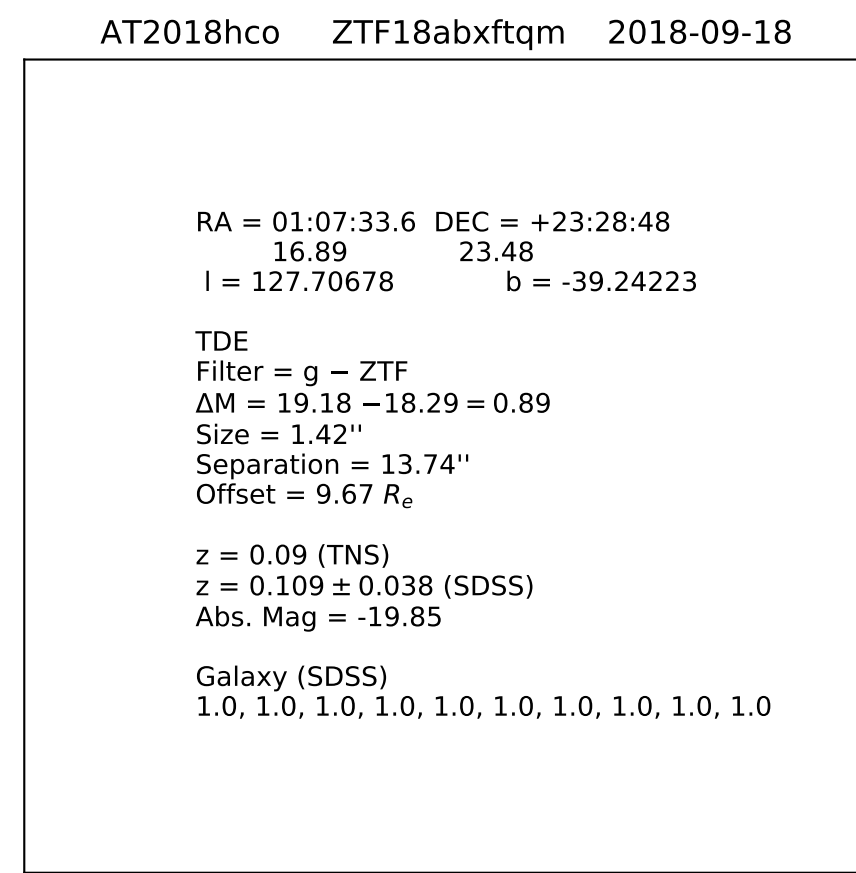 AT2018hco ZTF18abxftqm 2018-09-18
RA = 01:07:33.6 DEC = +23:28:48
16.89 23.48
l = 127.70678 b = -39.24223
TDE
Filter = g − ZTF
ΔM = 19.18 −18.29 = 0.89
Size = 1.42''
Separation = 13.74''
Offset = 9.67 Re
z = 0.09 (TNS)
z = 0.109 ± 0.038 (SDSS)
Abs. Mag = -19.85
Galaxy (SDSS)
1.0, 1.0, 1.0, 1.0, 1.0, 1.0, 1.0, 1.0, 1.0, 1.0